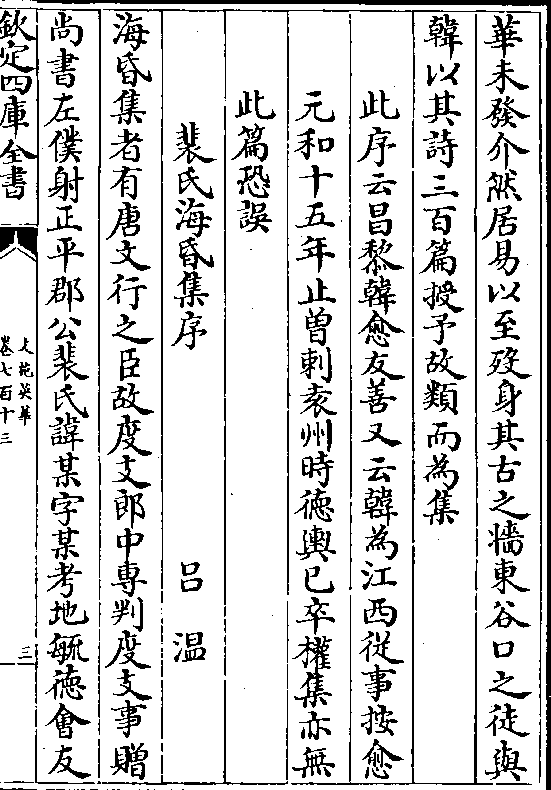 華未發介然居易以至歿身其古之牆東谷口之徒與
韓以其詩三百篇授予故類而為集
此序云昌黎韓愈友善又云韓為江西從事按愈
元和十五年止曾刺袁州時徳輿已卒權集亦無
此篇恐誤
裴氏海昏集序　吕温
海昏集者有唐文行之臣故度支郎中專判度支事贈
尚書左僕射正平郡公裴氏諱某字某考地毓徳會友
欽定四庫全書
文苑英華
卷七百十三
三